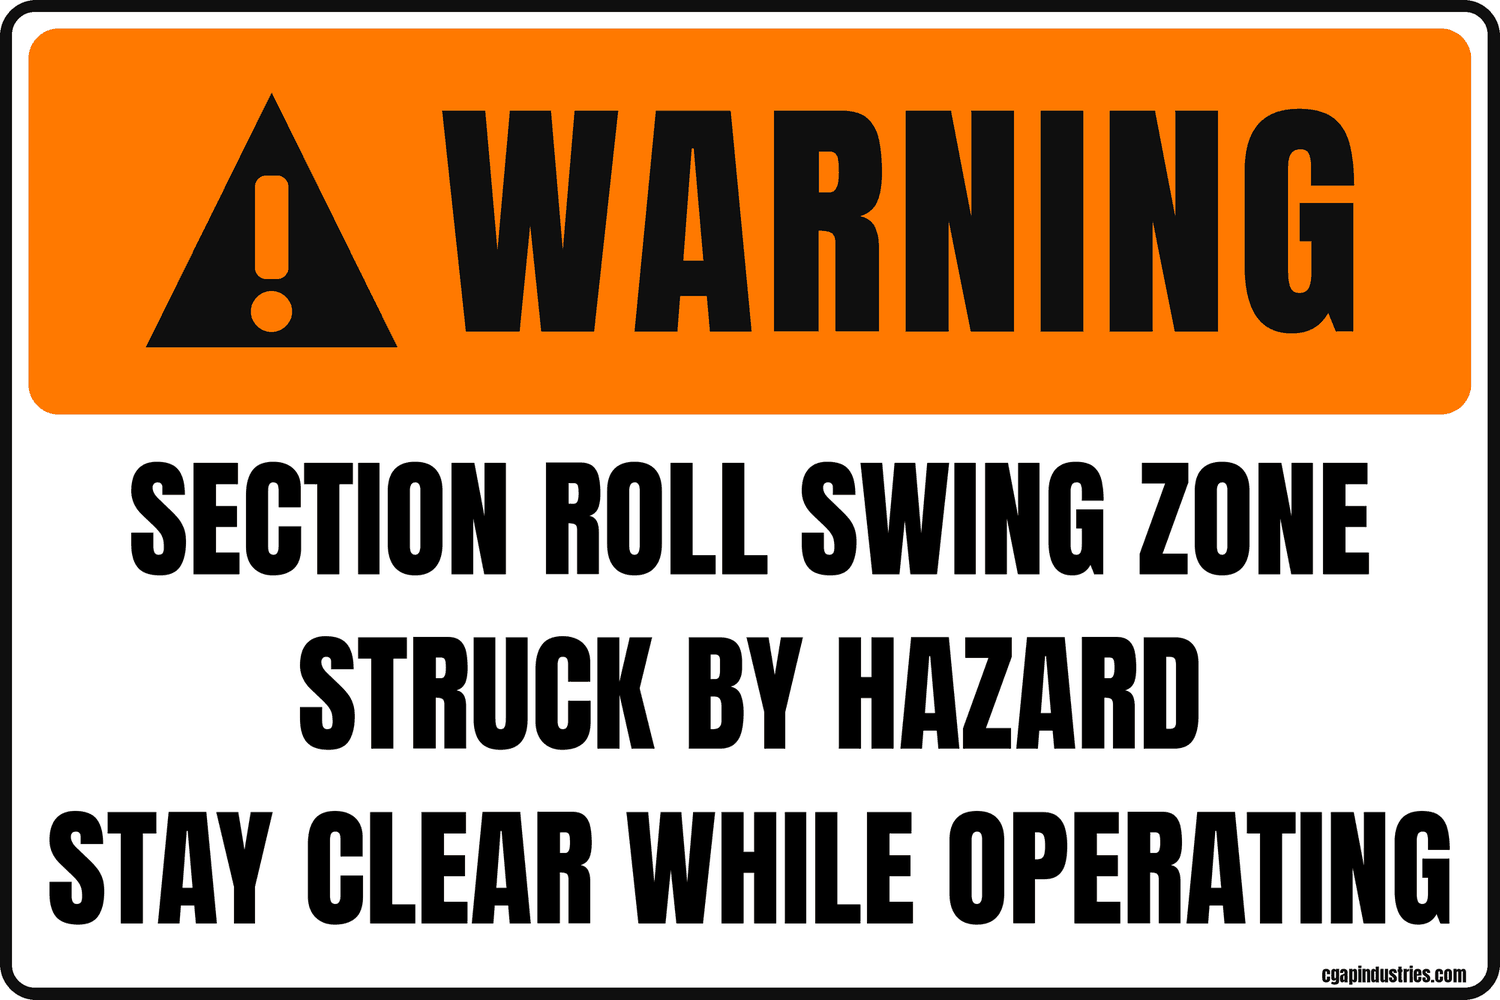 WARNING
SECTION ROLL SWING ZONE
STRUCK BY HAZARD
STAY CLEAR WHILE OPERATING
cgapindustries.com